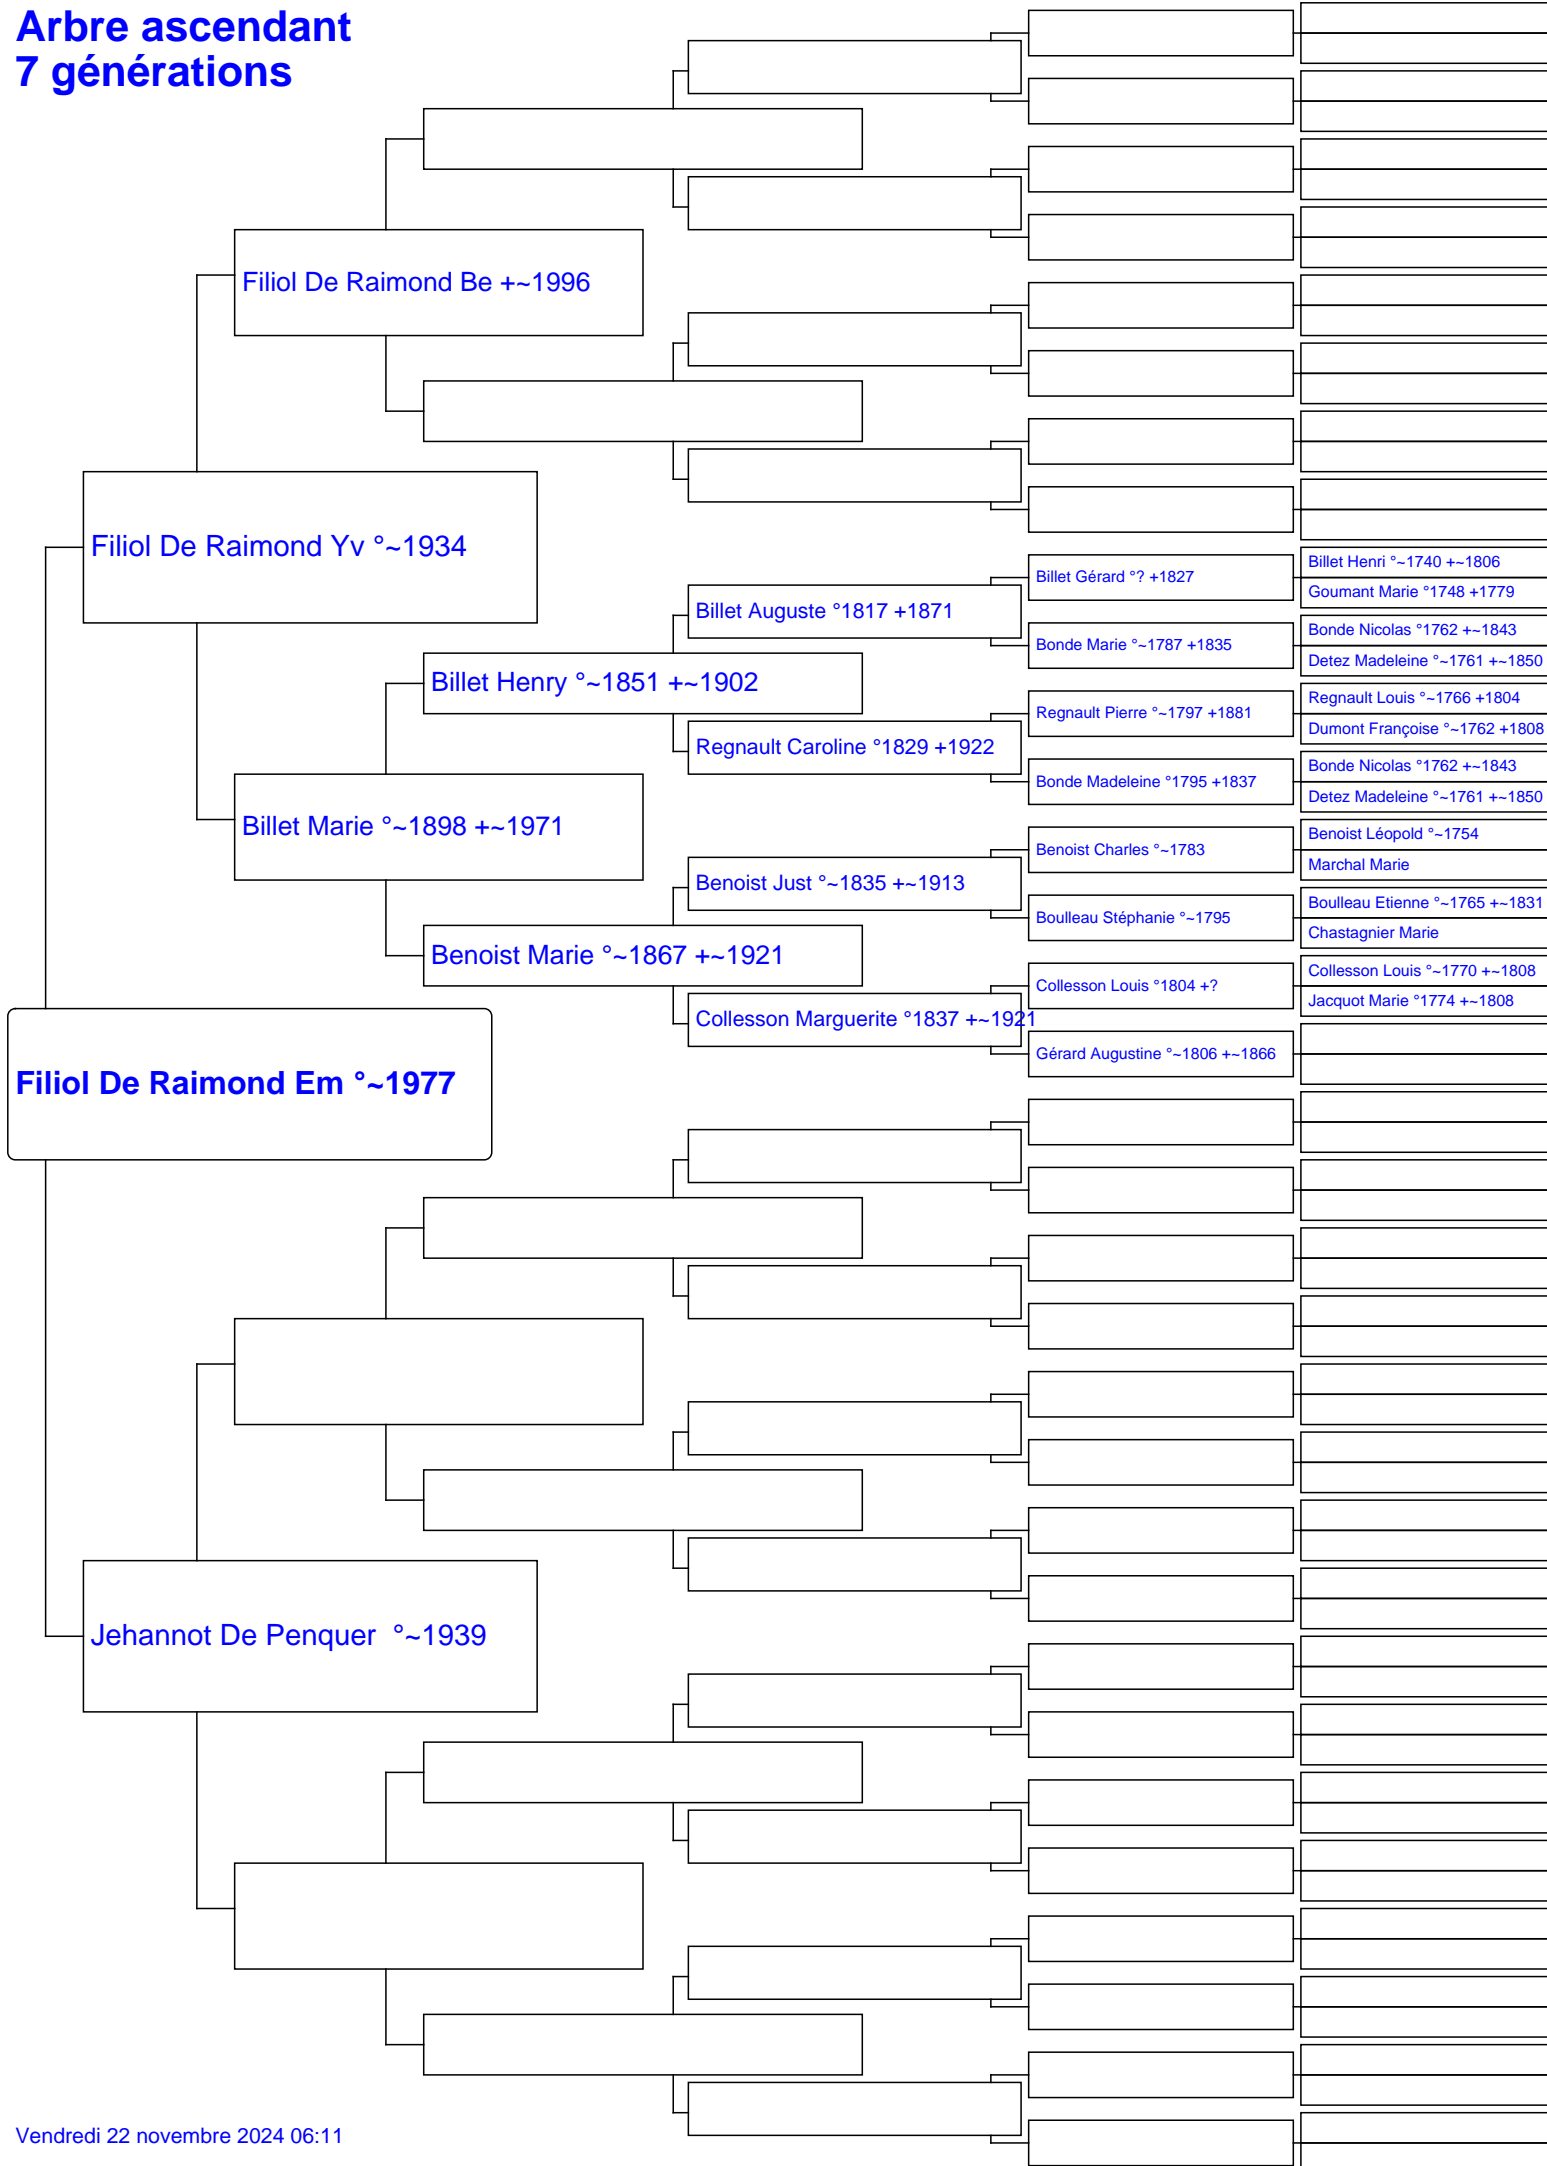 Arbre ascendant
7 générations
Filiol De Raimond Be +~1996
Filiol De Raimond Yv °~1934
Billet Henri °~1740 +~1806
Billet Gérard °? +1827
Goumant Marie °1748 +1779
Billet Auguste °1817 +1871
Bonde Nicolas °1762 +~1843
Bonde Marie °~1787 +1835
Detez Madeleine °~1761 +~1850
Billet Henry °~1851 +~1902
Regnault Louis °~1766 +1804
Regnault Pierre °~1797 +1881
Dumont Françoise °~1762 +1808
Regnault Caroline °1829 +1922
Bonde Nicolas °1762 +~1843
Bonde Madeleine °1795 +1837
Detez Madeleine °~1761 +~1850
Billet Marie °~1898 +~1971
Benoist Léopold °~1754
Benoist Charles °~1783
Marchal Marie
Benoist Just °~1835 +~1913
Boulleau Etienne °~1765 +~1831
Boulleau Stéphanie °~1795
Chastagnier Marie
Benoist Marie °~1867 +~1921
Collesson Louis °~1770 +~1808
Collesson Louis °1804 +?
Jacquot Marie °1774 +~1808
Collesson Marguerite °1837 +~1921
Gérard Augustine °~1806 +~1866
Filiol De Raimond Em °~1977
Jehannot De Penquer  °~1939
Vendredi 22 novembre 2024 06:11